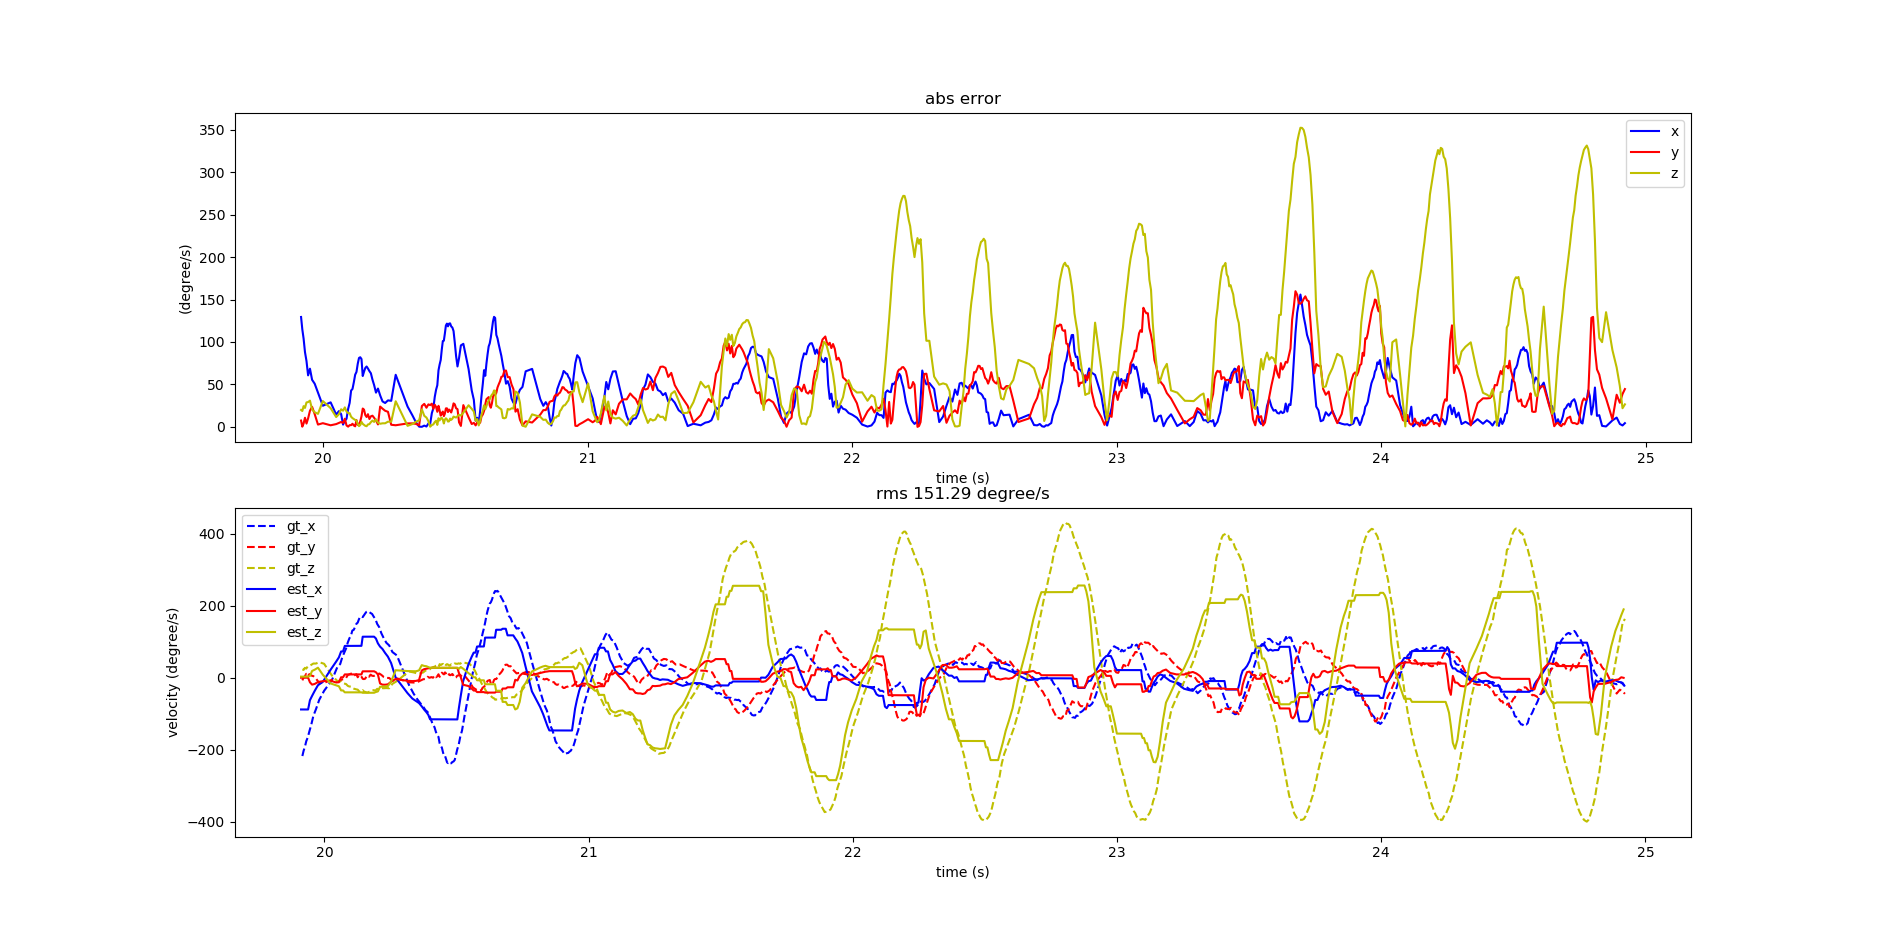 abs error
350
300
250
200
150
100
50
0
(degree/s)
x
y
z
20 21 22 23 24 25
time (s)
rms 151.29 degree/s
400
200
0
−200
−400
velocity (degree/s)
gt_x
gt_y
gt_z
est_x
est_y
est_z
20 21 22 23 24 25
time (s)